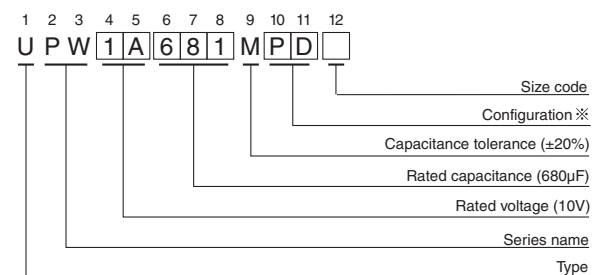 1 2 3 4 5 6 7 8 9 10 11 12
U P W 1 A 6 8 1 M P D
Size code
Configuration※
Capacitance tolerance (±20%)
Rated capacitance (680µF)
Rated voltage (10V)
Series name
Type